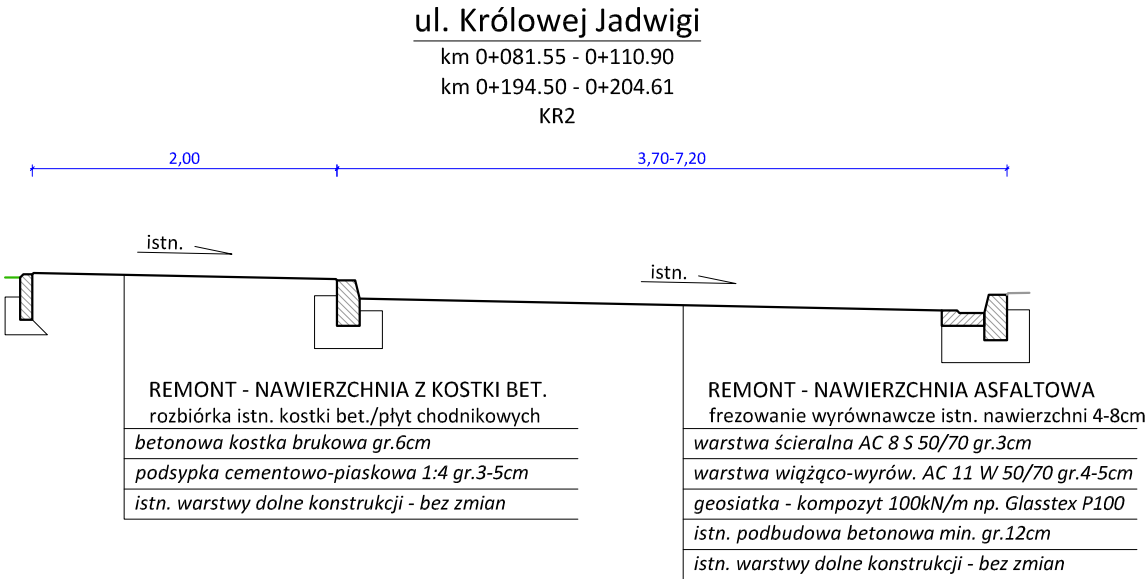 ul. Królowej Jadwigi
km 0+081.55 - 0+110.90
km 0+194.50 - 0+204.61
KR2
2,00
3,70-7,20
istn.
istn.
REMONT - NAWIERZCHNIA Z KOSTKI BET.
rozbiórka istn. kostki bet./płyt chodnikowych
betonowa kostka brukowa gr.6cm
podsypka cementowo-piaskowa 1:4 gr.3-5cm
istn. warstwy dolne konstrukcji - bez zmian
REMONT - NAWIERZCHNIA ASFALTOWA
frezowanie wyrównawcze istn. nawierzchni 4-8cm
warstwa ścieralna AC 8 S 50/70 gr.3cm
warstwa wiążąco-wyrów. AC 11 W 50/70 gr.4-5cm
geosiatka - kompozyt 100kN/m np. Glasstex P100
istn. podbudowa betonowa min. gr.12cm
istn. warstwy dolne konstrukcji - bez zmian